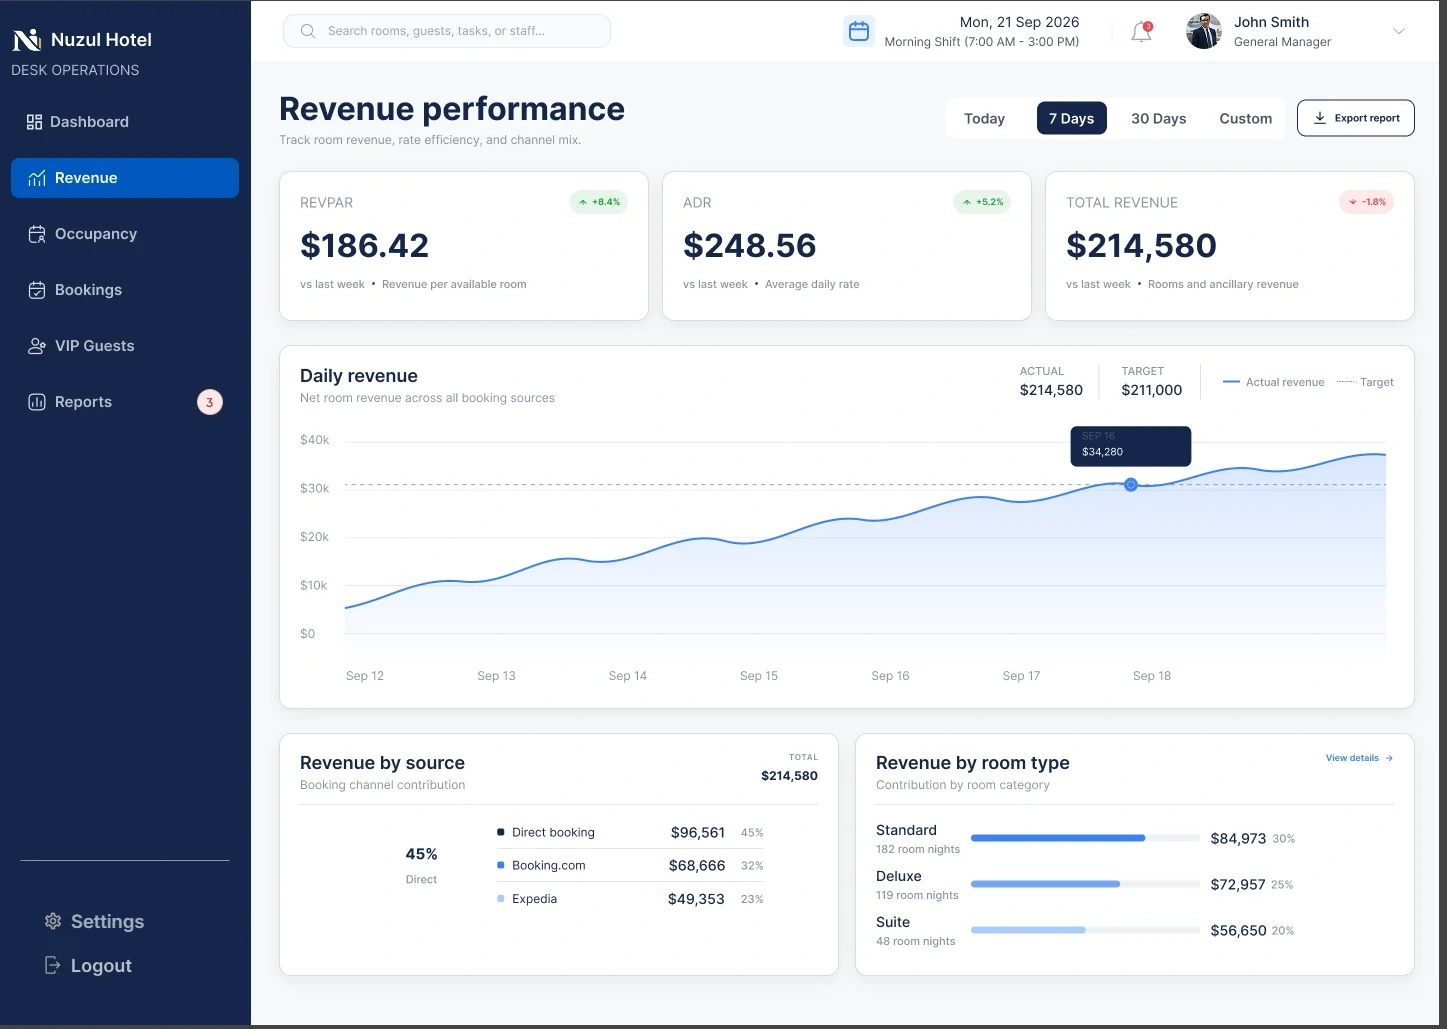 Nuzul Hotel
DESK OPERATIONS
Dashboard
Revenue
Occupancy
Bookings
VIP Guests
Reports
3
Settings
Logout
Search rooms, guests, tasks, or staff...
Mon, 21 Sep 2026
Morning Shift (7:00 AM - 3:00 PM)
3
John Smith
General Manager
Revenue performance
Track room revenue, rate efficiency, and channel mix.
Today
7 Days
30 Days
Custom
Export report
REVPAR
+8.4%
$186.42
vs last week • Revenue per available room
ADR
+5.2%
$248.56
vs last week • Average daily rate
TOTAL REVENUE
-1.8%
$214,580
vs last week • Rooms and ancillary revenue
Daily revenue
Net room revenue across all booking sources
ACTUAL
$214,580
TARGET
$211,000
Actual revenue
Target
SEP 16
$34,280
$40k
$30k
$20k
$10k
$0
Sep 12
Sep 13
Sep 14
Sep 15
Sep 16
Sep 17
Sep 18
Revenue by source
Booking channel contribution
TOTAL
$214,580
45%
Direct
Direct booking $96,561 45%
Booking.com $68,666 32%
Expedia $49,353 23%
Revenue by room type
Contribution by room category
View details
Standard
182 room nights
$84,973 30%
Deluxe
119 room nights
$72,957 25%
Suite
48 room nights
$56,650 20%